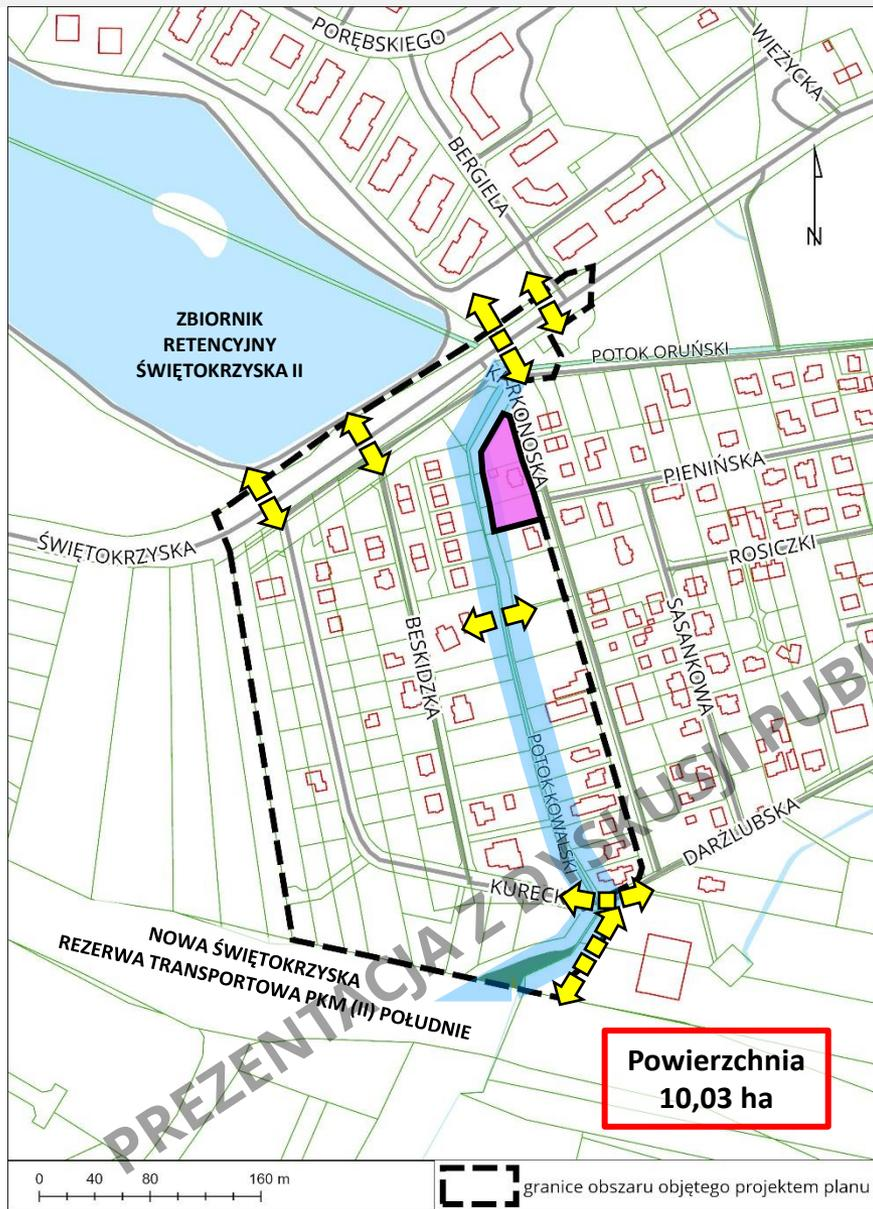 PORĘBSKIEGO
WIEŻYCKA
BERGIELA
N
ZBIORNIK
RETENCYJNY
ŚWIĘTOKRZYSKA II
POTOK ORUŃSKI
KARKONOSKA
PIENIŃSKA
ŚWIĘTOKRZYSKA
ROSICZKI
BESKIDZKA
SASANKOWA
POTOK KOWALSKI
DARŻLUBSKA
KURECK
NOWA ŚWIĘTOKRZYSKA
REZERWA TRANSPORTOWA PKM (II) POŁUDNIE
PREZENTACJA Z DYSKUSJI PUBL
Powierzchnia
10,03 ha
0 40 80 160 m
granice obszaru objętego projektem planu